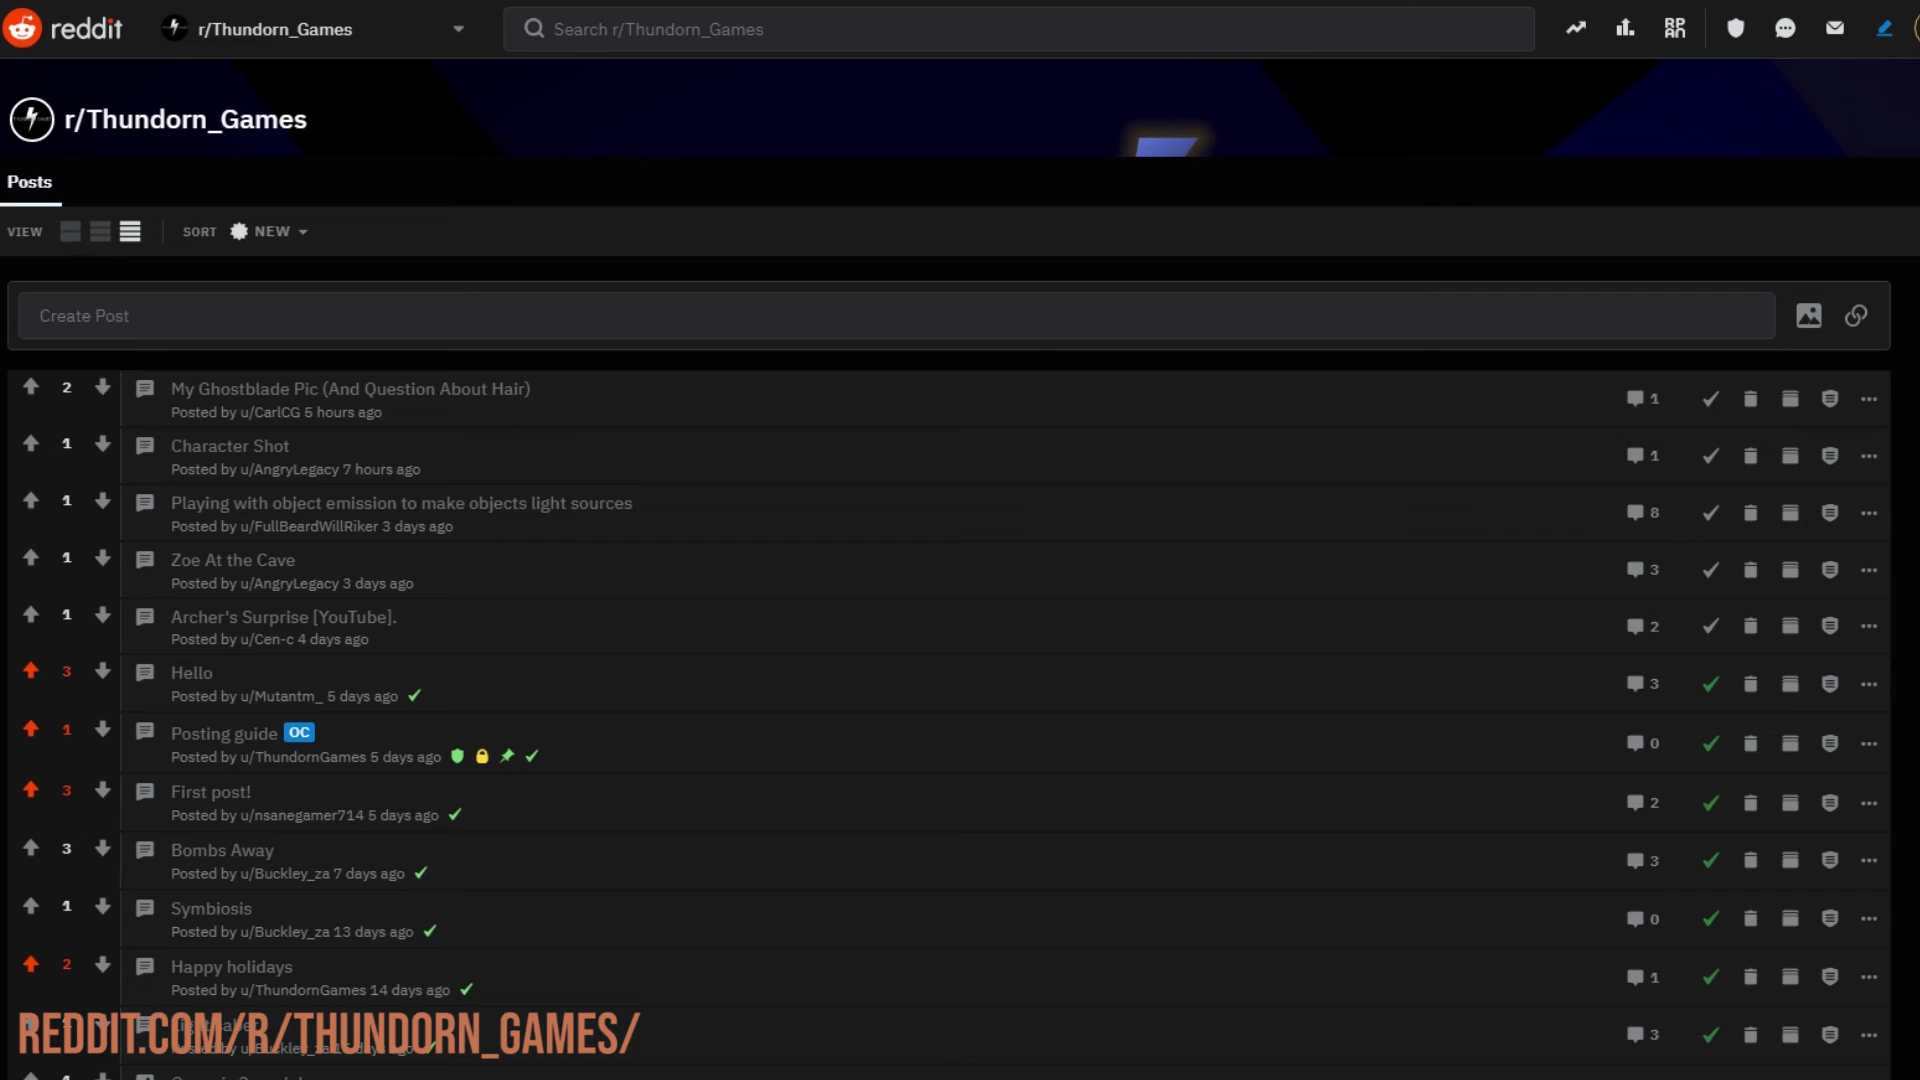 reddit
r/Thundorn_Games
Search r/Thundorn_Games
RPAN
r/Thundorn_Games
Posts
VIEW
SORT
NEW
Create Post
2
My Ghostblade Pic (And Question About Hair)
Posted by u/CarlCG 5 hours ago
1
1
Character Shot
Posted by u/AngryLegacy 7 hours ago
1
1
Playing with object emission to make objects light sources
Posted by u/FullBeardWillRiker 3 days ago
8
1
Zoe At the Cave
Posted by u/AngryLegacy 3 days ago
3
1
Archer's Surprise [YouTube].
Posted by u/Cen-c 4 days ago
2
3
Hello
Posted by u/Mutantm_ 5 days ago
3
1
Posting guide OC
Posted by u/ThundornGames 5 days ago
0
3
First post!
Posted by u/nsanegamer714 5 days ago
2
3
Bombs Away
Posted by u/Buckley_za 7 days ago
3
1
Symbiosis
Posted by u/Buckley_za 13 days ago
0
2
Happy holidays
Posted by u/ThundornGames 14 days ago
1
REDDIT.COM/R/THUNDORN_GAMES/
3